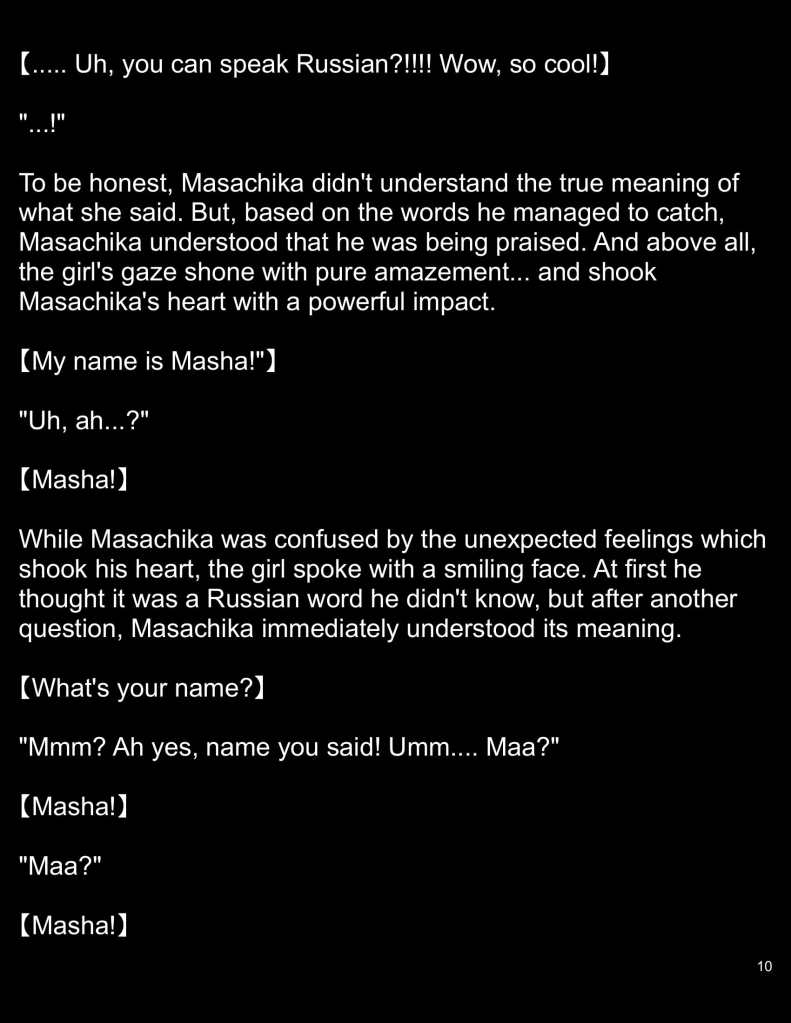 【..... Uh, you can speak Russian?!!!! Wow, so cool!】
"...!"
To be honest, Masachika didn't understand the true meaning of
what she said. But, based on the words he managed to catch,
Masachika understood that he was being praised. And above all,
the girl's gaze shone with pure amazement... and shook
Masachika's heart with a powerful impact.
【My name is Masha!"】
"Uh, ah...?"
【Masha!】
While Masachika was confused by the unexpected feelings which
shook his heart, the girl spoke with a smiling face. At first he
thought it was a Russian word he didn't know, but after another
question, Masachika immediately understood its meaning.
【What's your name?】
"Mmm? Ah yes, name you said! Umm.... Maa?"
【Masha!】
"Maa?"
【Masha!】
10